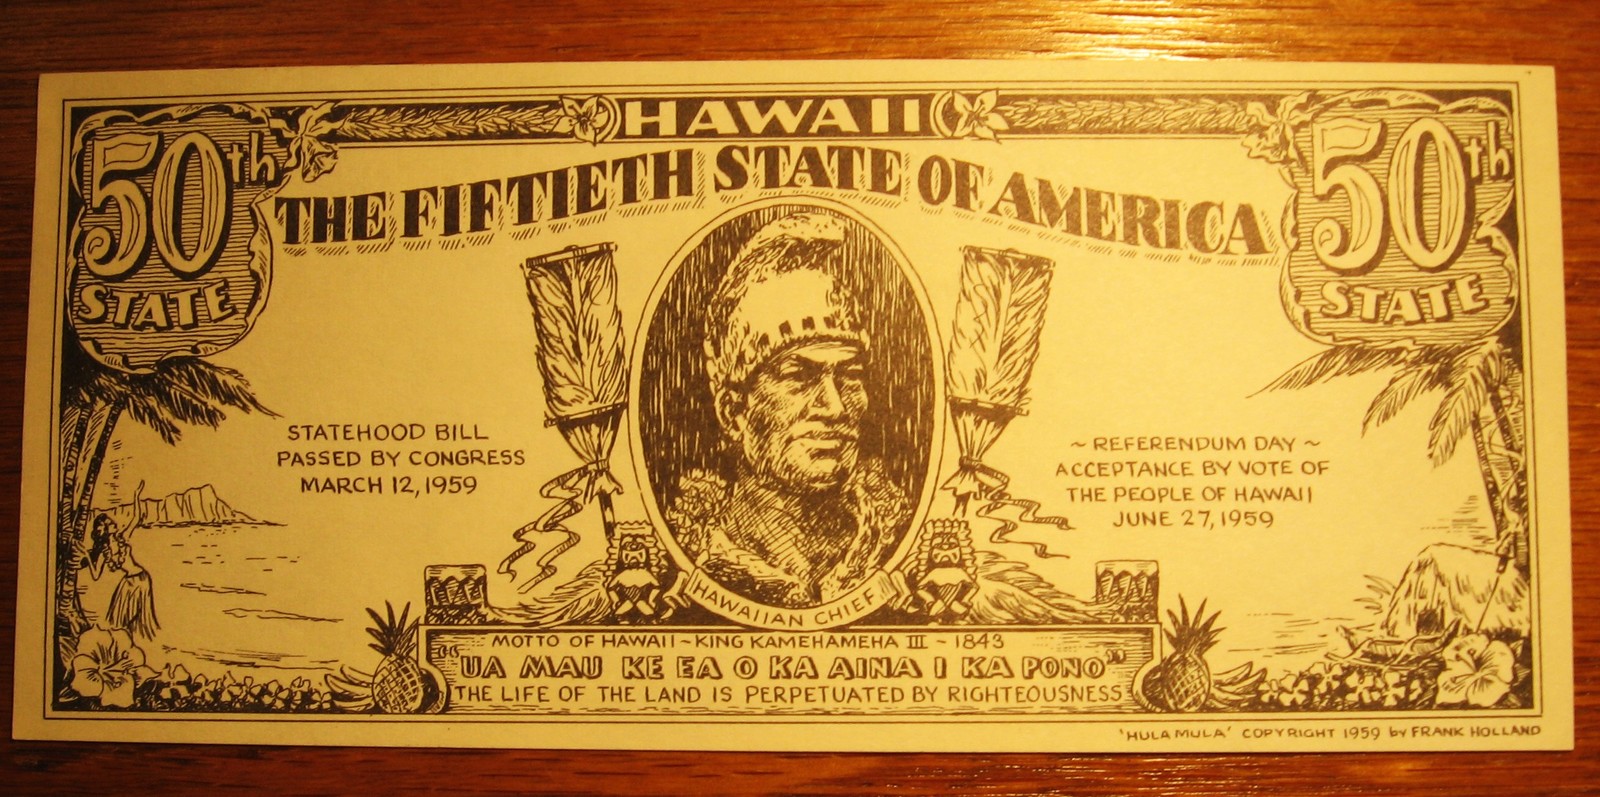 HAWAII
THE FIFTIETH STATE OF AMERICA
50th
STATE
50th
STATE
STATEHOOD BILL
PASSED BY CONGRESS
MARCH 12, 1959
~ REFERENDUM DAY ~
ACCEPTANCE BY VOTE OF
THE PEOPLE OF HAWAII
JUNE 27, 1959
HAWAIIAN CHIEF
MOTTO OF HAWAII ~ KING KAMEHAMEHA III ~ 1843
"UA MAU KE EA O KA AINA I KA PONO"
THE LIFE OF THE LAND IS PERPETUATED BY RIGHTEOUSNESS
'HULA MULA' COPYRIGHT 1959 by FRANK HOLLAND